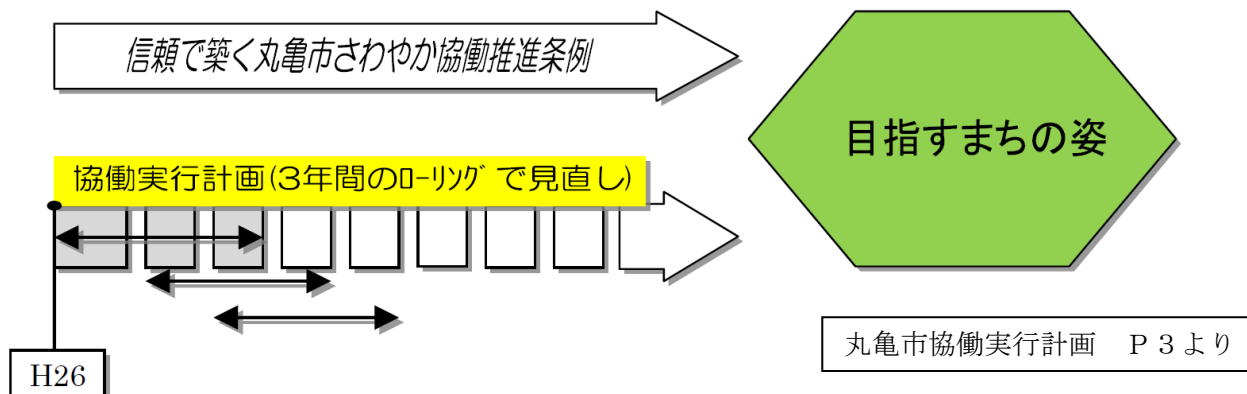 信頼で築く丸亀市さわやか協働推進条例
目指すまちの姿
協働実行計画(3年間のﾛｰﾘﾝｸﾞで見直し)
丸亀市協働実行計画　Ｐ３より
H26